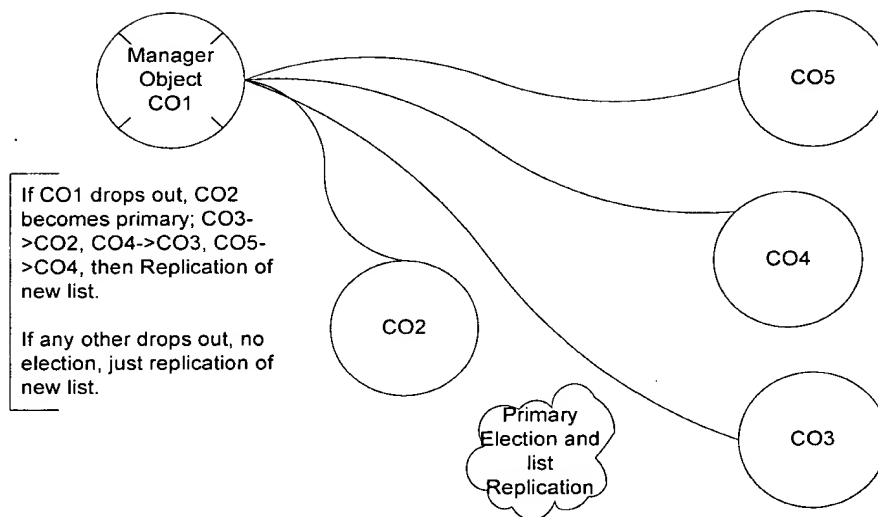 Manager
Object
CO1
CO5
If CO1 drops out, CO2
becomes primary; CO3-
>CO2, CO4->CO3, CO5-
>CO4, then Replication of
new list.
If any other drops out, no
election, just replication of
new list.
CO4
CO2
CO3
Primary
Election and
list
Replication